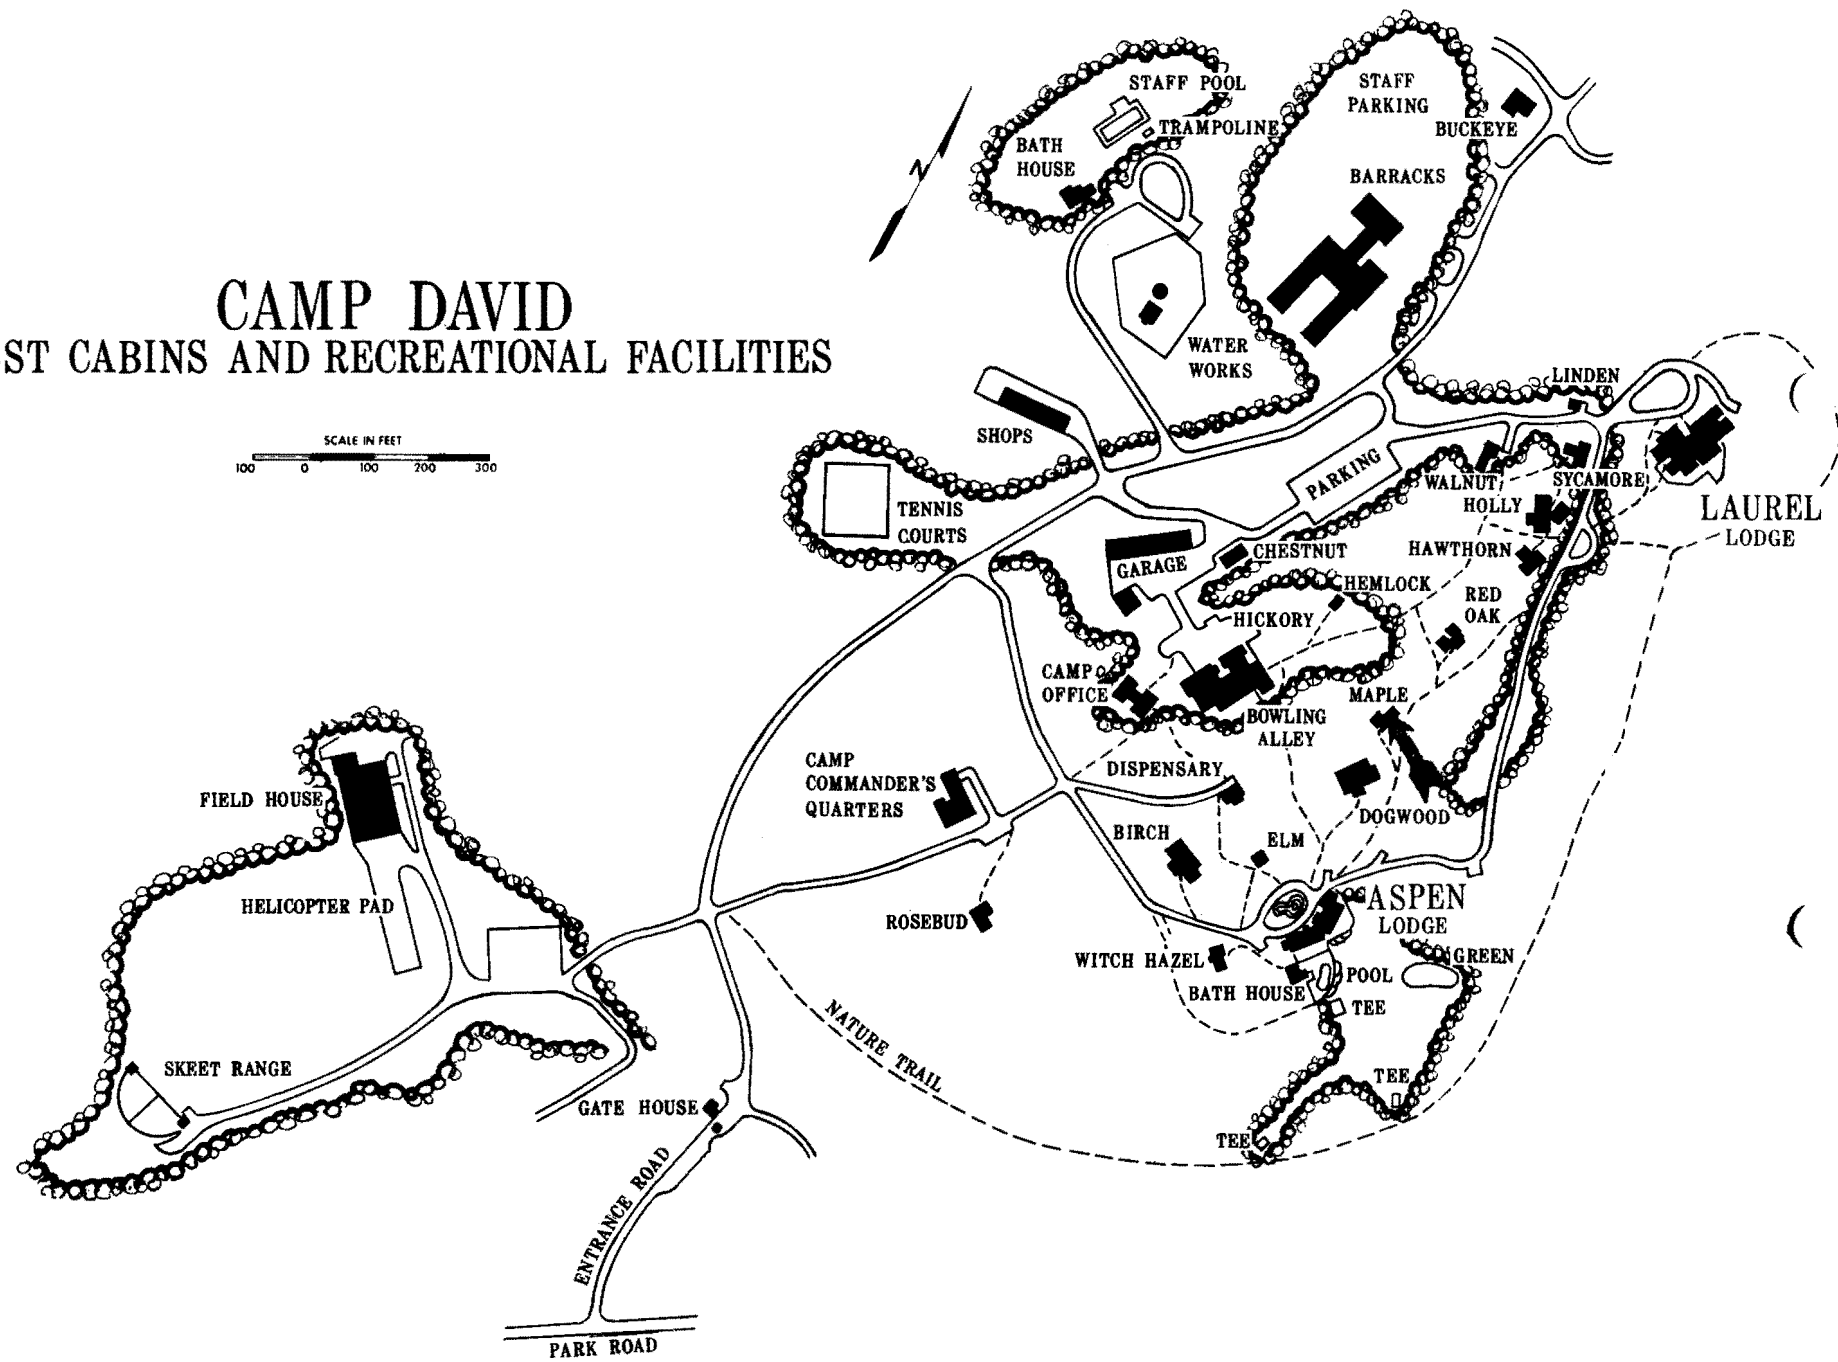 STAFF POOL
TRAMPOLINE
BATH
HOUSE
STAFF
PARKING
BUCKEYE
BARRACKS
N
CAMP DAVID
ST CABINS AND RECREATIONAL FACILITIES
SCALE IN FEET
100 0 100 200 300
WATER
WORKS
LINDEN
SHOPS
TENNIS
COURTS
PARKING
WALNUT
SYCAMORE
HOLLY
LAUREL
LODGE
HAWTHORN
GARAGE
CHESTNUT
HEMLOCK
HICKORY
RED
OAK
CAMP
OFFICE
MAPLE
BOWLING
ALLEY
CAMP
COMMANDER'S
QUARTERS
DISPENSARY
FIELD HOUSE
DOGWOOD
BIRCH
ELM
HELICOPTER PAD
ROSEBUD
ASPEN
LODGE
WITCH HAZEL
BATH HOUSE
POOL
GREEN
TEE
NATURE TRAIL
SKEET RANGE
TEE
GATE HOUSE
TEE
ENTRANCE ROAD
PARK ROAD